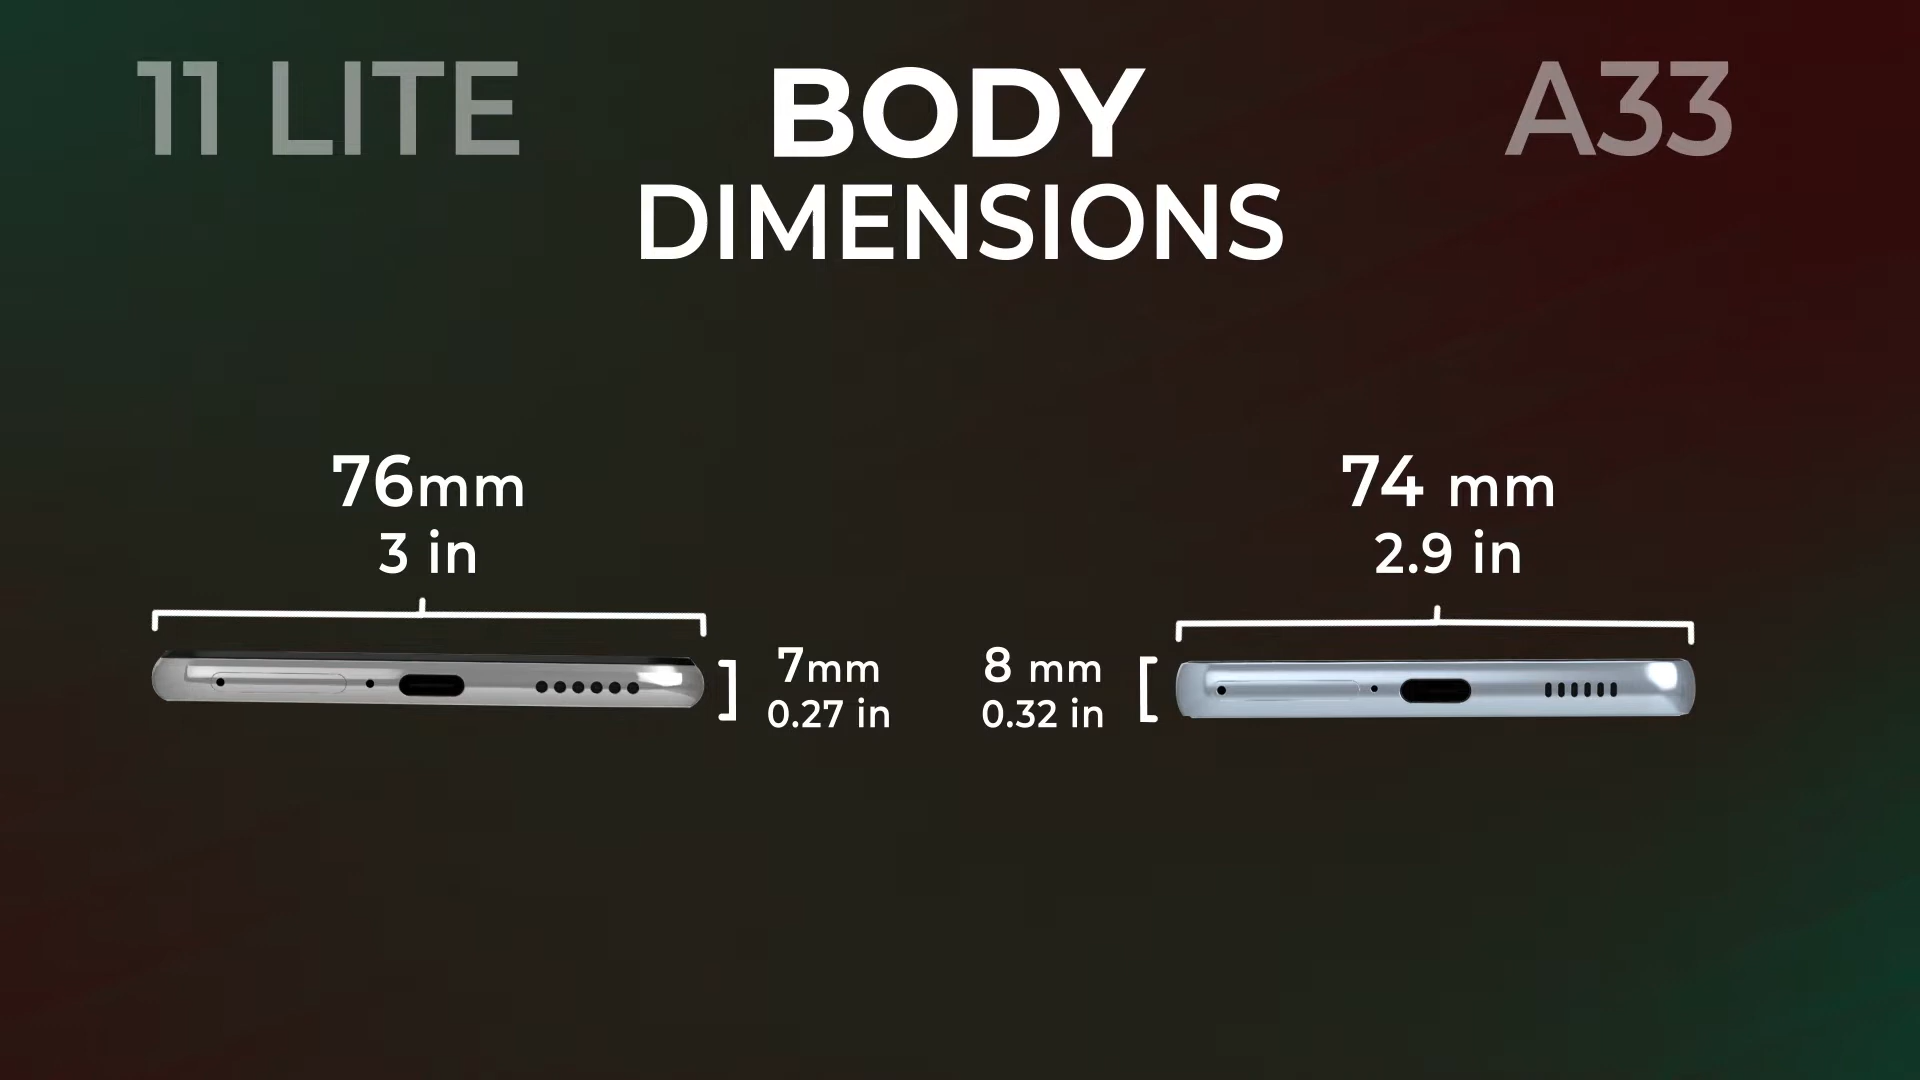 11 LITE
BODY
DIMENSIONS
A33
76mm
3 in
7mm
0.27 in
8 mm
0.32 in
74 mm
2.9 in